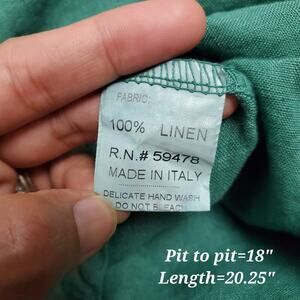 FABRIC:
100% LINEN
R.N.# 59478
MADE IN ITALY
DELICATE HAND WASH
DO NOT BLEACH
Pit to pit=18"
Length=20.25"